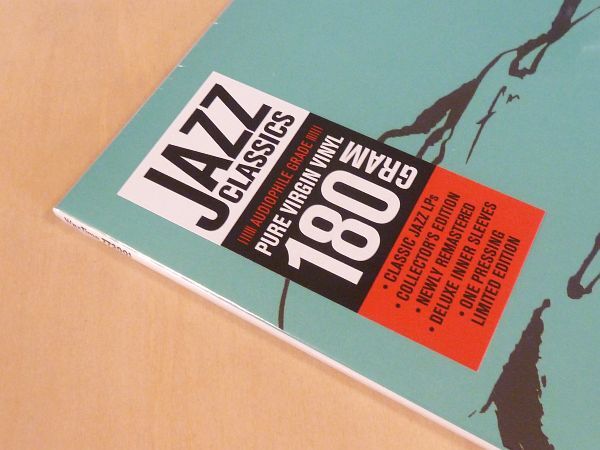 JAZZ
CLASSICS
AUDIOPHILE GRADE
PURE VIRGIN VINYL
180
GRAM
• CLASSIC JAZZ LPs
• COLLECTOR'S EDITION
• NEWLY REMASTERED
• DELUXE INNER SLEEVES
• ONE PRESSING
LIMITED EDITION